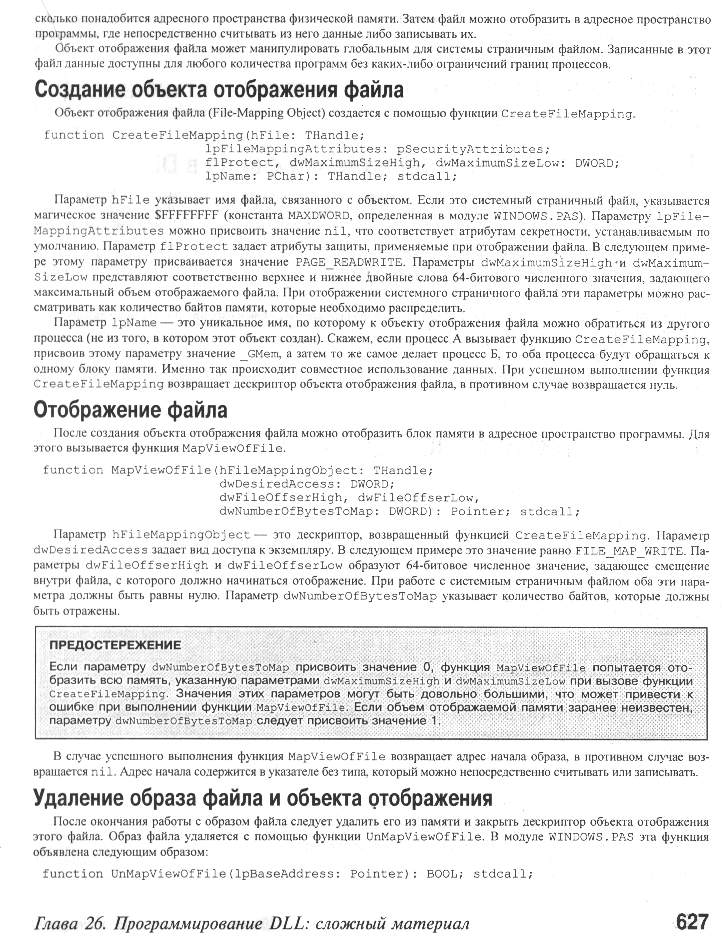 сколько понадобится адресного пространства физической памяти. Затем файл можно отобразить в адресное пространство
программы, где непосредственно считывать из него данные либо записывать их.
Объект отображения файла может манипулировать глобальным для системы страничным файлом. Записанные в этот
файл данные доступны для любого количества программ без каких-либо ограничений границ процессов.
Создание объекта отображения файла
Объект отображения файла (File-Mapping Object) создается с помощью функции CreateFileMapping.
function CreateFileMapping(hFile: THandle;
lpFileMappingAttributes: pSecurityAttributes;
flProtect, dwMaximumSizeHigh, dwMaximumSizeLow: DWORD;
lpName: PChar): THandle; stdcall;
Параметр hFile указывает имя файла, связанного с объектом. Если это системный страничный файл, указывается
магическое значение $FFFFFFFF (константа MAXDWORD, определенная в модуле WINDOWS.PAS). Параметру lpFile-
MappingAttributes можно присвоить значение nil, что соответствует атрибутам секретности, устанавливаемым по
умолчанию. Параметр flProtect задает атрибуты защиты, применяемые при отображении файла. В следующем приме-
ре этому параметру присваивается значение PAGE_READWRITE. Параметры dwMaximumSizeHigh и dwMaximum-
SizeLow представляют соответственно верхнее и нижнее двойные слова 64-битового численного значения, задающего
максимальный объем отображаемого файла. При отображении системного страничного файла эти параметры можно рас-
сматривать как количество байтов памяти, которые необходимо распределить.
Параметр lpName — это уникальное имя, по которому к объекту отображения файла можно обратиться из другого
процесса (не из того, в котором этот объект создан). Скажем, если процесс А вызывает функцию CreateFileMapping,
присвоив этому параметру значение _GMem, а затем то же самое делает процесс Б, то оба процесса будут обращаться к
одному блоку памяти. Именно так происходит совместное использование данных. При успешном выполнении функция
CreateFileMapping возвращает дескриптор объекта отображения файла, в противном случае возвращается нуль.
Отображение файла
После создания объекта отображения файла можно отобразить блок памяти в адресное пространство программы. Для
этого вызывается функция MapViewOfFile.
function MapViewOfFile(hFileMappingObject: THandle;
dwDesiredAccess: DWORD;
dwFileOffserHigh, dwFileOffserLow,
dwNumberOfBytesToMap: DWORD): Pointer; stdcall;
Параметр hFileMappingObject — это дескриптор, возвращенный функцией CreateFileMapping. Параметр
dwDesiredAccess задает вид доступа к экземпляру. В следующем примере это значение равно FILE_MAP_WRITE. Па-
раметры dwFileOffserHigh и dwFileOffserLow образуют 64-битовое численное значение, задающее смещение
внутри файла, с которого должно начинаться отображение. При работе с системным страничным файлом оба эти пара-
метра должны быть равны нулю. Параметр dwNumberOfBytesToMap указывает количество байтов, которые должны
быть отражены.
ПРЕДОСТЕРЕЖЕНИЕ
Если параметру dwNumberOfBytesToMap присвоить значение 0, функция MapViewOfFile попытается ото-
бразить всю память, указанную параметрами dwMaximumSizeHigh и dwMaximumSizeLow при вызове функции
CreateFileMapping. Значения этих параметров могут быть довольно большими, что может привести к
ошибке при выполнении функции MapViewOfFile. Если объем отображаемой памяти заранее неизвестен,
параметру dwNumberOfBytesToMap следует присвоить значение 1.
В случае успешного выполнения функция MapViewOfFile возвращает адрес начала образа, в противном случае воз-
вращается nil. Адрес начала содержится в указателе без типа, который можно непосредственно считывать или записывать.
Удаление образа файла и объекта отображения
После окончания работы с образом файла следует удалить его из памяти и закрыть дескриптор объекта отображения
этого файла. Образ файла удаляется с помощью функции UnMapViewOfFile. В модуле WINDOWS.PAS эта функция
объявлена следующим образом:
function UnMapViewOfFile(lpBaseAddress: Pointer): BOOL; stdcall;
Глава 26. Программирование DLL: сложный материал 627